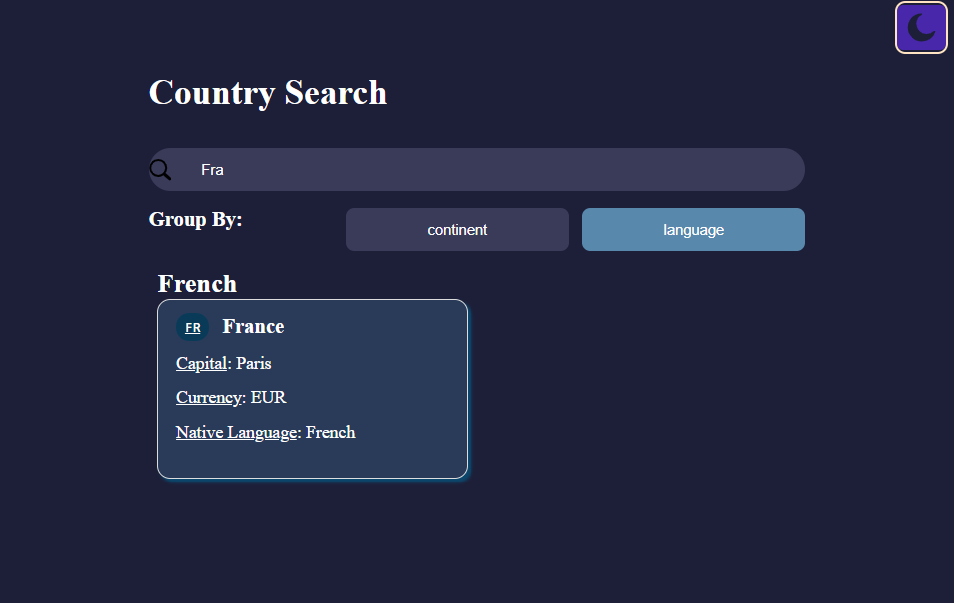 Country Search
Fra
Group By:
continent
language
French
FR France
Capital: Paris
Currency: EUR
Native Language: French